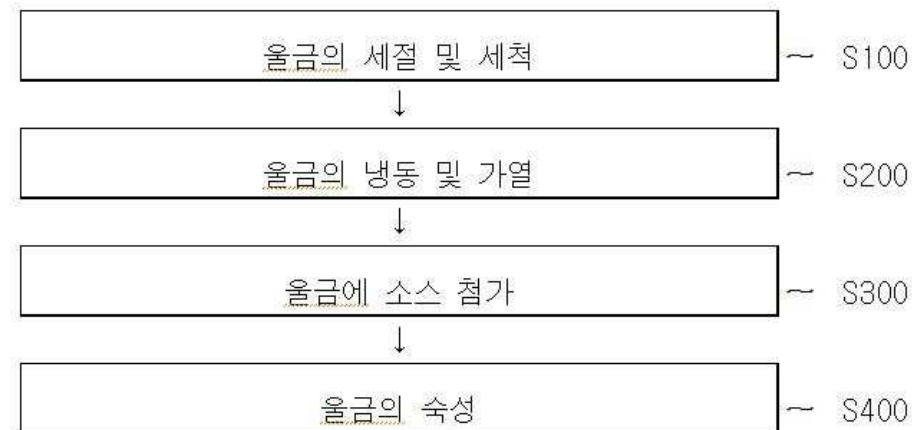 울금의 세절 및 세척 ~ S100
↓
울금의 냉동 및 가열 ~ S200
↓
울금에 소스 첨가 ~ S300
↓
울금의 숙성 ~ S400